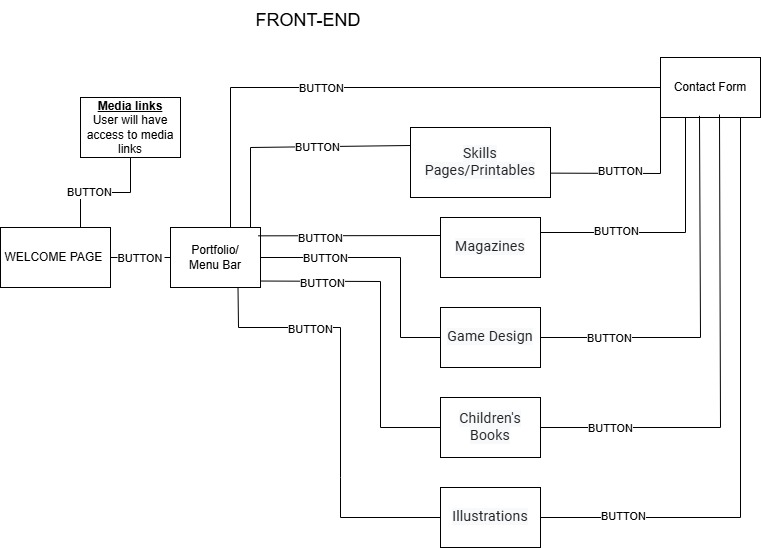 FRONT-END
BUTTON
Contact Form
Media links
User will have
access to media
links
BUTTON
Skills
Pages/Printables
BUTTON
BUTTON
WELCOME PAGE
BUTTON
Portfolio/
Menu Bar
BUTTON
Magazines
BUTTON
BUTTON
BUTTON
BUTTON
Game Design
BUTTON
Children's
Books
BUTTON
Illustrations
BUTTON